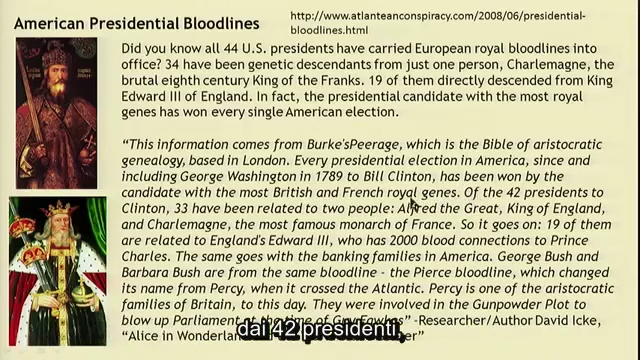 American Presidential Bloodlines
http://www.atlanteanconspiracy.com/2008/06/presidential-
bloodlines.html
Did you know all 44 U.S. presidents have carried European royal bloodlines into
office? 34 have been genetic descendants from just one person, Charlemagne, the
brutal eighth century King of the Franks. 19 of them directly descended from King
Edward III of England. In fact, the presidential candidate with the most royal
genes has won every single American election.
“This information comes from Burke'sPeerage, which is the Bible of aristocratic
genealogy, based in London. Every presidential election in America, since and
including George Washington in 1789 to Bill Clinton, has been won by the
candidate with the most British and French royal genes. Of the 42 presidents to
Clinton, 33 have been related to two people: Alfred the Great, King of England,
and Charlemagne, the most famous monarch of France. So it goes on: 19 of them
are related to England's Edward III, who has 2000 blood connections to Prince
Charles. The same goes with the banking families in America. George Bush and
Barbara Bush are from the same bloodline - the Pierce bloodline, which changed
its name from Percy, when it crossed the Atlantic. Percy is one of the aristocratic
families of Britain, to this day. They were involved in the Gunpowder Plot to
blow up Parliament at the time of Guy Fawkes” -Researcher/Author David Icke,
“Alice in Wonderland
dai 42 presidenti,